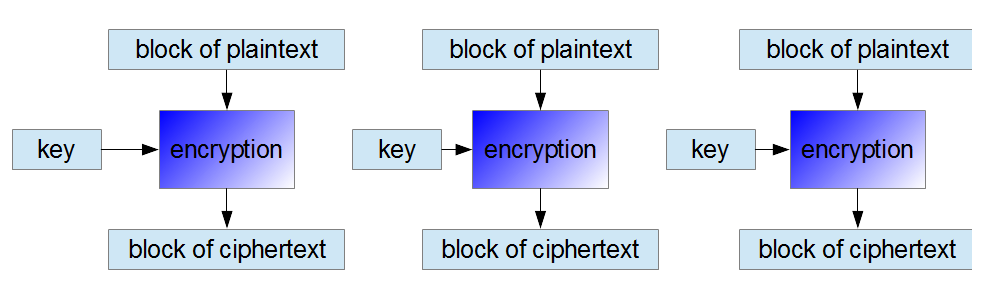 block of plaintext block of plaintext block of plaintext
key encryption key encryption key encryption
block of ciphertext block of ciphertext block of ciphertext